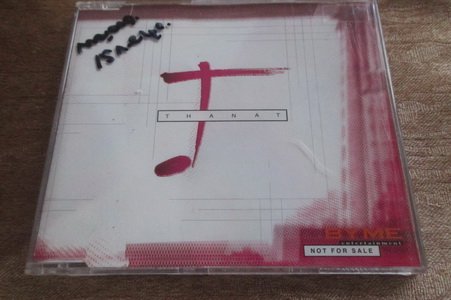 THANAT
BYME
entertainment
NOT FOR SALE